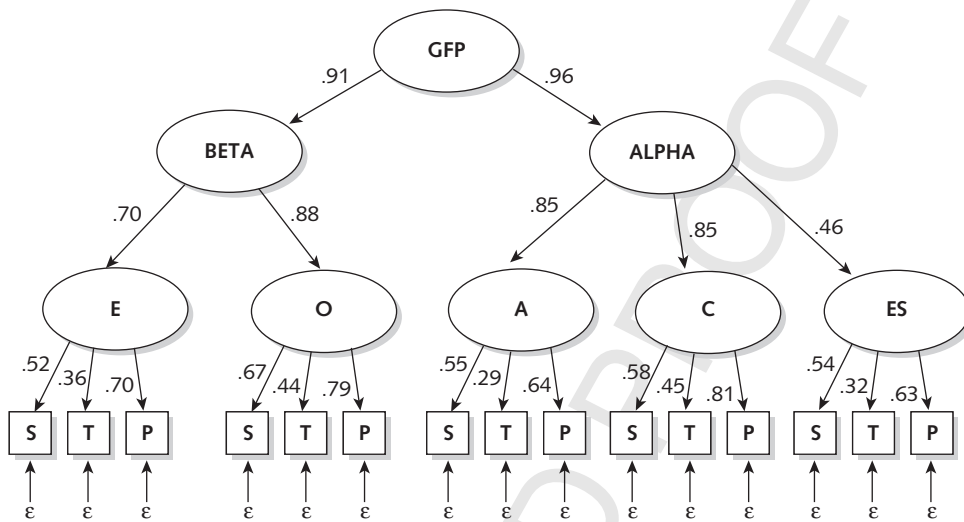 GFP
.91 .96
BETA ALPHA
.70 .88 .85 .85 .46
E O A C ES
.52 .36 .70 .67 .44 .79 .55 .29 .64 .58 .45 .81 .54 .32 .63
S T P S T P S T P S T P S T P
ε ε ε ε ε ε ε ε ε ε ε ε ε ε ε
D PROOF